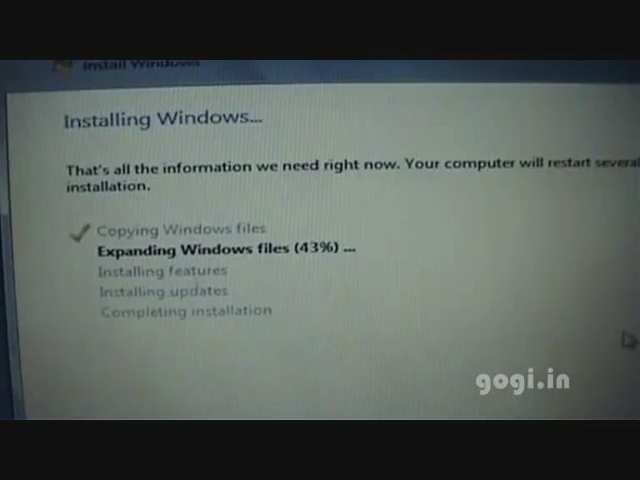 Install Windows
Installing Windows...
That's all the information we need right now. Your computer will restart several
installation.
Copying Windows files
Expanding Windows files (43%) ...
Installing features
Installing updates
Completing installation
gogi.in